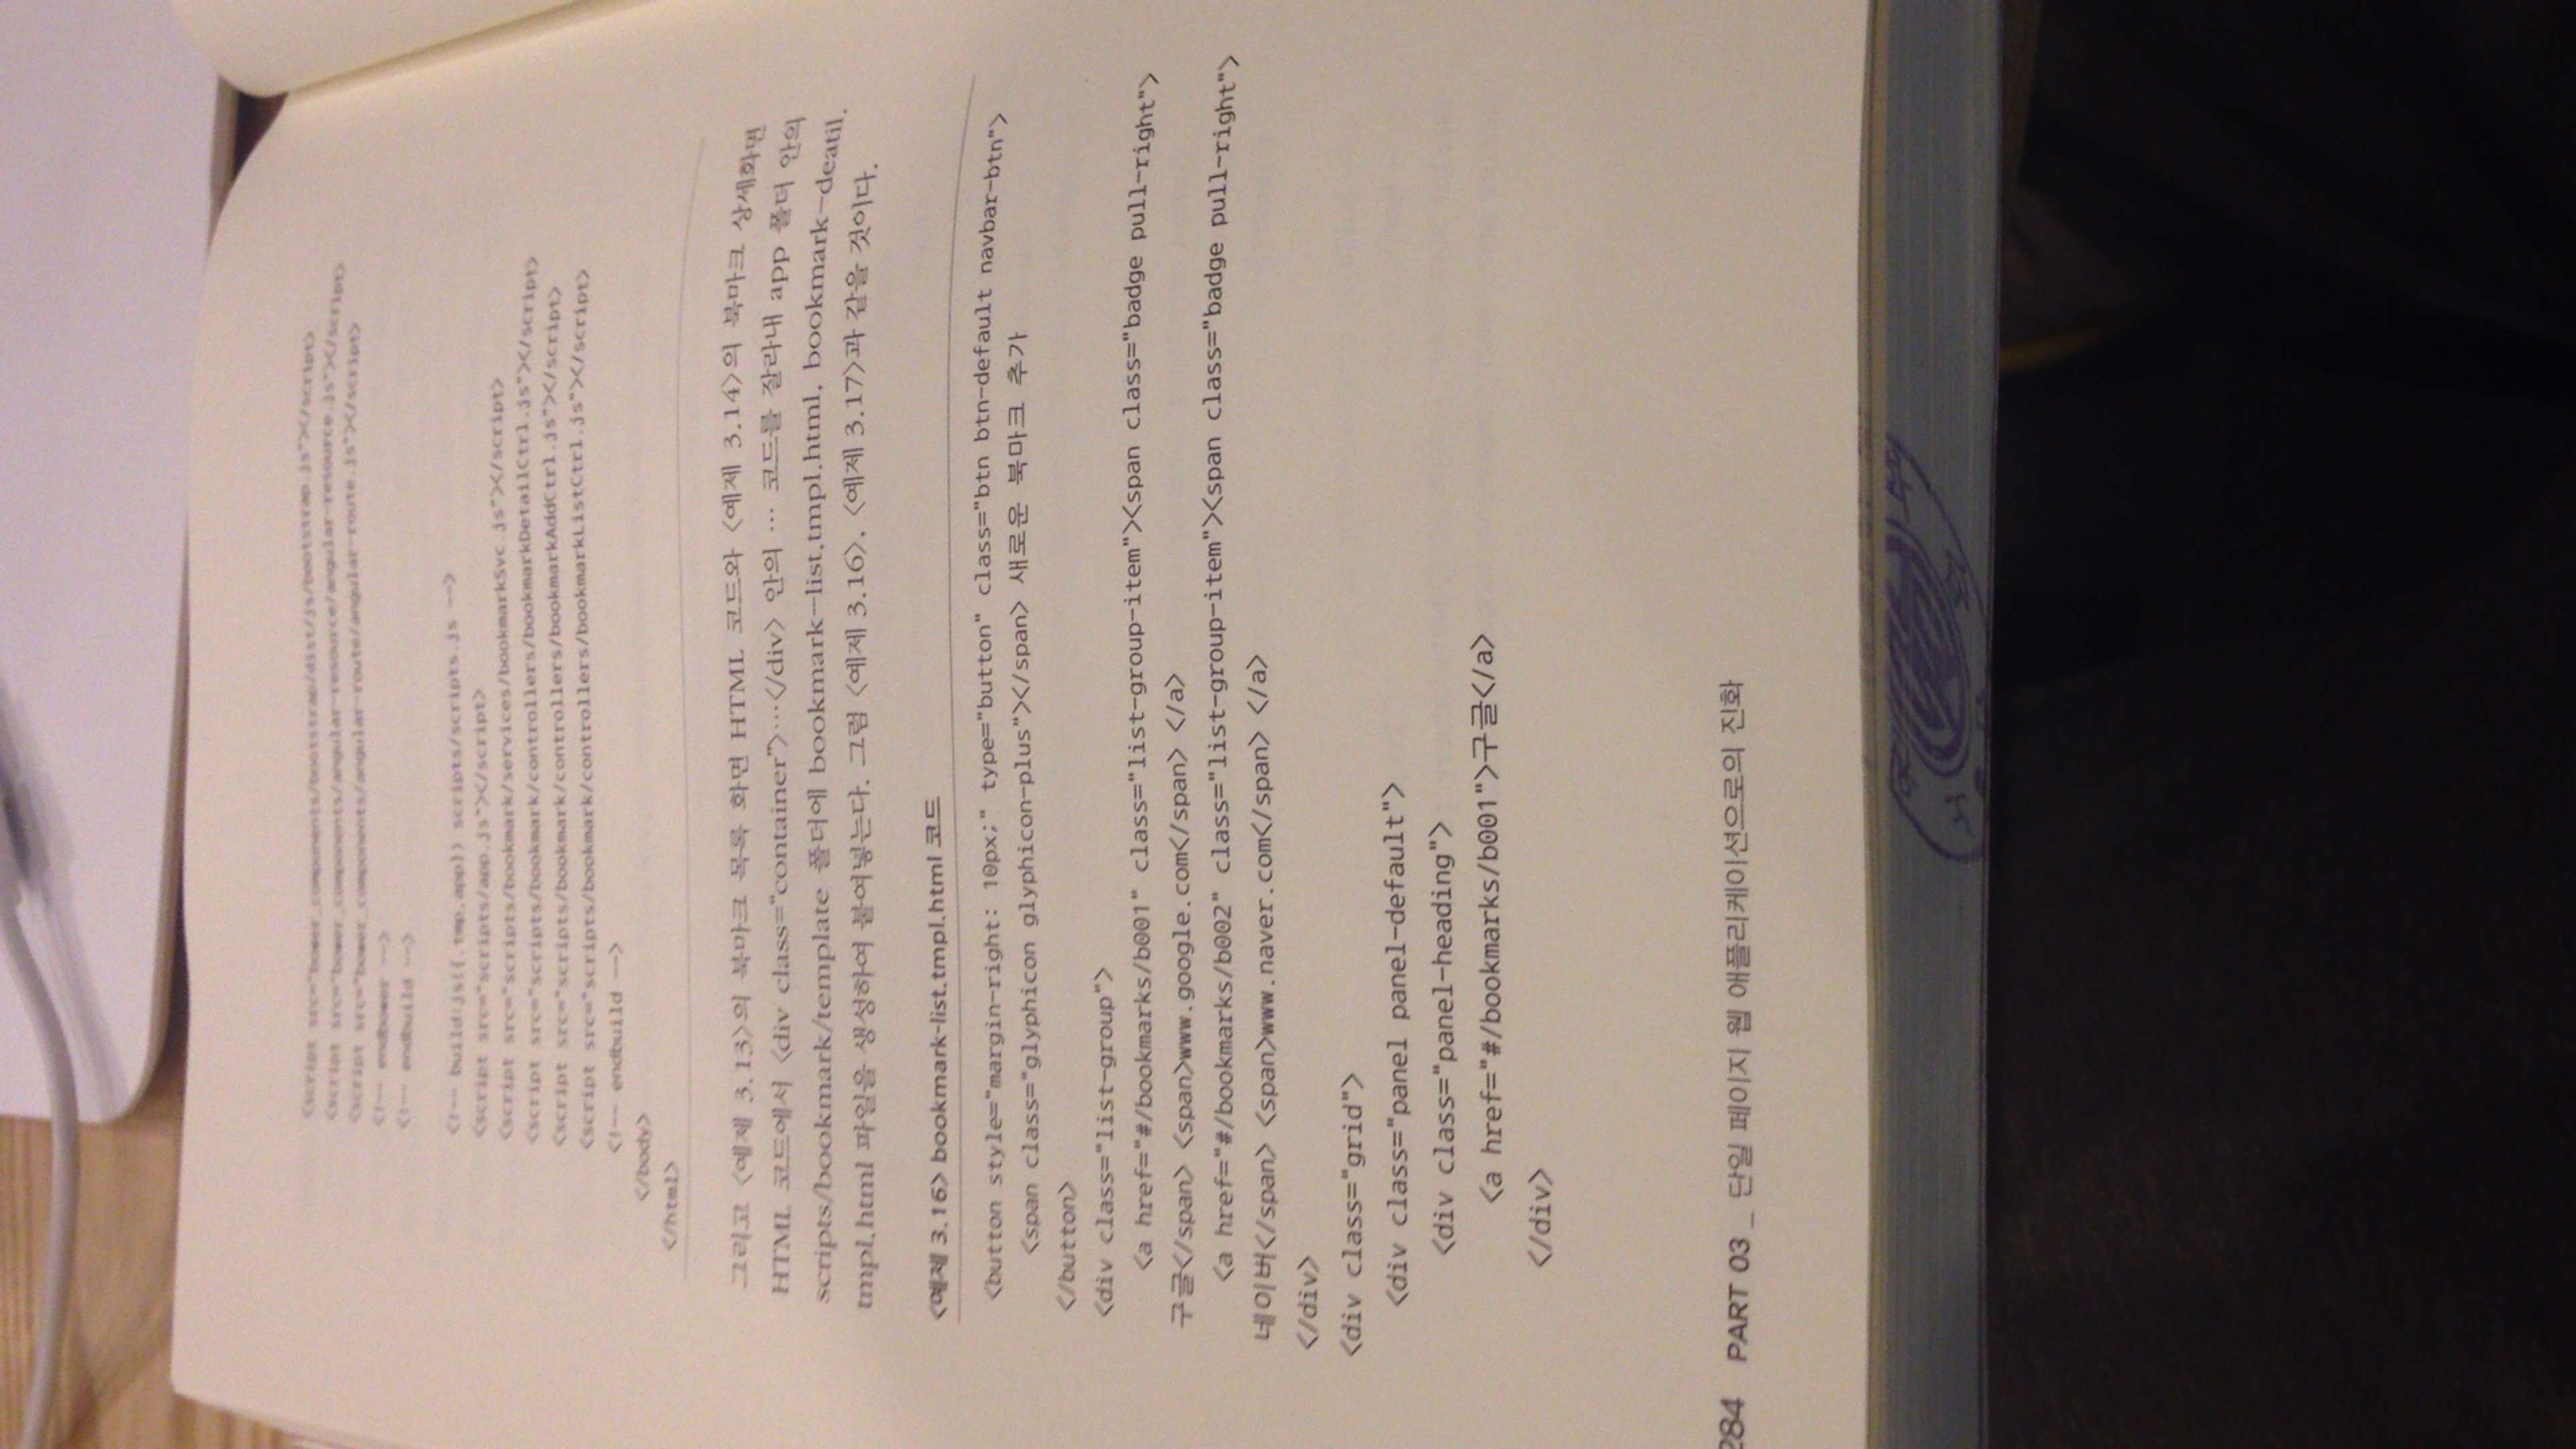 <script src="bower_components/bootstrap/dist/js/bootstrap.js"></script>
<script src="bower_components/angular-resource/angular-resource.js"></script>
<script src="bower_components/angular-route/angular-route.js"></script>
<!-- endbower -->
<!-- endbuild -->
<!-- build:js({.tmp,app}) scripts/scripts.js -->
<script src="scripts/app.js"></script>
<script src="scripts/bookmark/services/bookmarkSvc.js"></script>
<script src="scripts/bookmark/controllers/bookmarkDetailCtrl.js"></script>
<script src="scripts/bookmark/controllers/bookmarkAddCtrl.js"></script>
<script src="scripts/bookmark/controllers/bookmarkListCtrl.js"></script>
<!-- endbuild -->
</body>
</html>
그리고 <예제 3.13>의 북마크 목록 화면 HTML 코드와 <예제 3.14>의 북마크 상세화면
HTML 코드에서 <div class="container">…</div> 안의 … 코드를 잘라내 app 폴더 안의
scripts/bookmark/template 폴더에 bookmark-list.tmpl.html, bookmark-deatil.
tmpl.html 파일을 생성하여 붙여넣는다. 그럼 <예제 3.16>, <예제 3.17>과 같을 것이다.
<예제 3.16> bookmark-list.tmpl.html 코드
<button style="margin-right: 10px;" type="button" class="btn btn-default navbar-btn">
<span class="glyphicon glyphicon-plus"></span> 새로운 북마크 추가
</button>
<div class="list-group">
<a href="#/bookmarks/b001" class="list-group-item"><span class="badge pull-right">
구글</span> <span>www.google.com</span> </a>
<a href="#/bookmarks/b002" class="list-group-item"><span class="badge pull-right">
네이버</span> <span>www.naver.com</span> </a>
</div>
<div class="grid">
<div class="panel panel-default">
<div class="panel-heading">
<a href="#/bookmarks/b001">구글</a>
</div>
284 PART 03 _ 단일 페이지 웹 애플리케이션으로의 진화